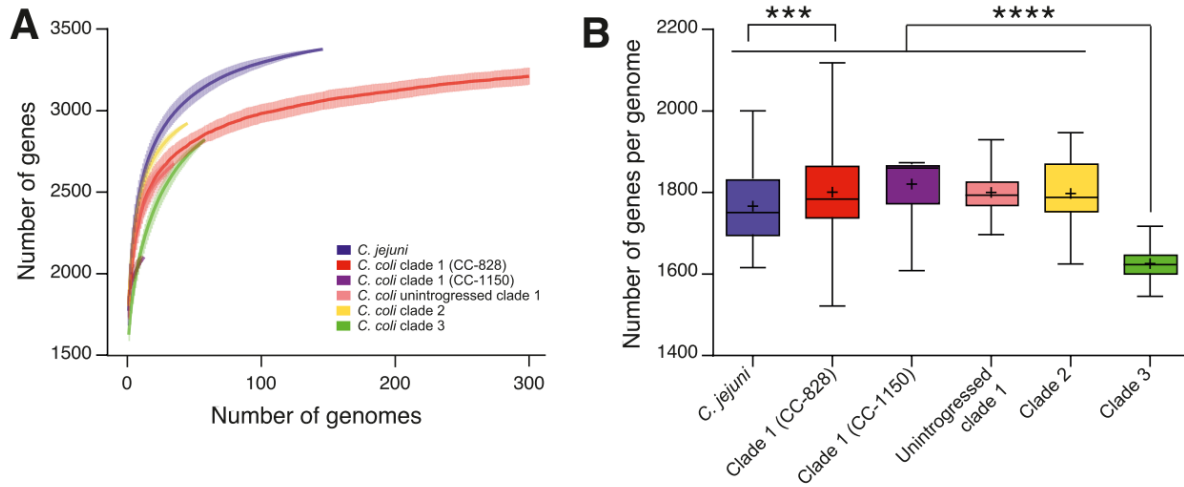 A
Number of genes
3500
3000
2500
2000
1500
0
100
200
300
Number of genomes
C. jejuni
C. coli clade 1 (CC-828)
C. coli clade 1 (CC-1150)
C. coli unintrogressed clade 1
C. coli clade 2
C. coli clade 3
B
***
****
Number of genes per genome
2200
2000
1800
1600
1400
C. jejuni
Clade 1 (CC-828)
Clade 1 (CC-1150)
Unintrogressed
clade 1
Clade 2
Clade 3